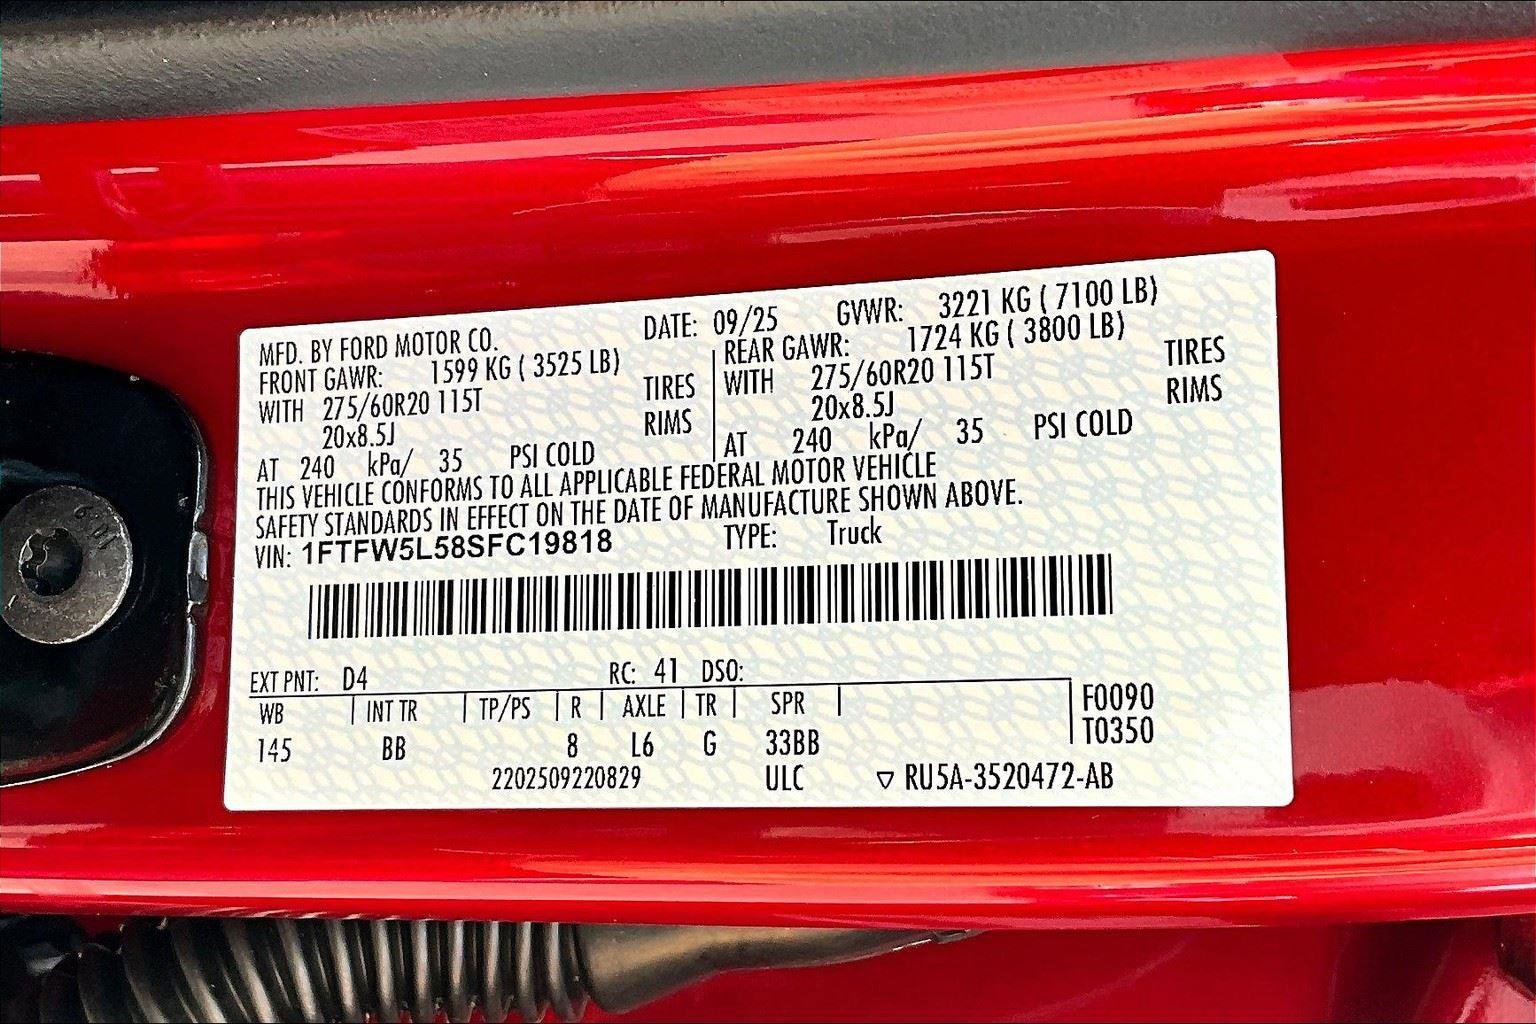 MFD. BY FORD MOTOR CO. DATE: 09/25 GVWR: 3221 KG ( 7100 LB)
FRONT GAWR: 1599 KG ( 3525 LB) REAR GAWR: 1724 KG ( 3800 LB)
WITH 275/60R20 115T TIRES WITH 275/60R20 115T TIRES
20x8.5J RIMS 20x8.5J RIMS
AT 240 kPa/ 35 PSI COLD AT 240 kPa/ 35 PSI COLD
THIS VEHICLE CONFORMS TO ALL APPLICABLE FEDERAL MOTOR VEHICLE
SAFETY STANDARDS IN EFFECT ON THE DATE OF MANUFACTURE SHOWN ABOVE.
VIN: 1FTFW5L58SFC19818 TYPE: Truck
EXT PNT: D4 RC: 41 DSO:
WB INT TR TP/PS R AXLE TR SPR F0090
145 BB 8 L6 G 33BB T0350
2202509220829 ULC ▽ RU5A-3520472-AB
10.9